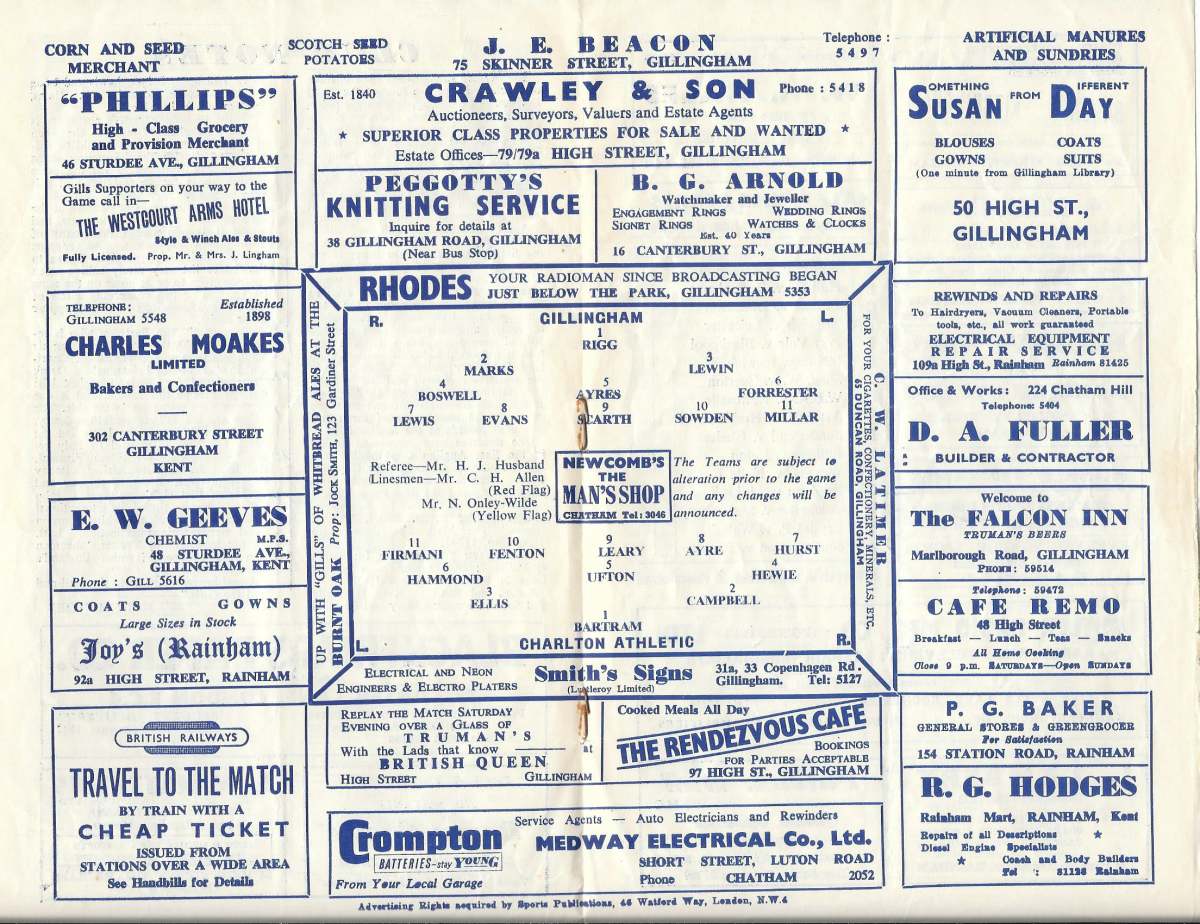 CORN AND SEED
MERCHANT
SCOTCH SEED
POTATOES
J. E. BEACON
75 SKINNER STREET, GILLINGHAM
Telephone :
5497
ARTIFICIAL MANURES
AND SUNDRIES
"PHILLIPS"
High - Class Grocery
and Provision Merchant
46 STURDEE AVE., GILLINGHAM
Gills Supporters on your way to the
Game call in—
THE WESTCOURT ARMS HOTEL
Style & Winch Ales & Stouts
Fully Licensed. Prop. Mr. & Mrs. J. Lingham
Est. 1840 CRAWLEY & SON Phone : 5418
Auctioneers, Surveyors, Valuers and Estate Agents
★ SUPERIOR CLASS PROPERTIES FOR SALE AND WANTED ★
Estate Offices—79/79a HIGH STREET, GILLINGHAM
PEGGOTTY'S
KNITTING SERVICE
Inquire for details at
38 GILLINGHAM ROAD, GILLINGHAM
(Near Bus Stop)
B. G. ARNOLD
Watchmaker and Jeweller
ENGAGEMENT RINGS WEDDING RINGS
SIGNET RINGS WATCHES & CLOCKS
Est. 40 Years
16 CANTERBURY ST., GILLINGHAM
SOMETHING DIFFERENT
SUSAN FROM DAY
BLOUSES COATS
GOWNS SUITS
(One minute from Gillingham Library)
50 HIGH ST.,
GILLINGHAM
TELEPHONE: Established
GILLINGHAM 5548 1898
CHARLES MOAKES
LIMITED
Bakers and Confectioners
302 CANTERBURY STREET
GILLINGHAM
KENT
E. W. GEEVES
CHEMIST M.P.S.
48 STURDEE AVE.,
GILLINGHAM, KENT
Phone : GILL 5616
COATS GOWNS
Large Sizes in Stock
Joy's (Rainham)
92a HIGH STREET, RAINHAM
BRITISH RAILWAYS
TRAVEL TO THE MATCH
BY TRAIN WITH A
CHEAP TICKET
ISSUED FROM
STATIONS OVER A WIDE AREA
See Handbills for Details
RHODES YOUR RADIOMAN SINCE BROADCASTING BEGAN
JUST BELOW THE PARK, GILLINGHAM 5353
UP WITH "GILLS" OF WHITBREAD ALES AT THE
BURNT OAK Prop: JOCK SMITH, 123 Gardiner Street
R. GILLINGHAM L.
1
RIGG
2 3
MARKS LEWIN
4 5 6
BOSWELL AYRES FORRESTER
7 8 9 10 11
LEWIS EVANS SCARTH SOWDEN MILLAR
Referee—Mr. H. J. Husband
Linesmen—Mr. C. H. Allen
(Red Flag)
Mr. N. Onley-Wilde
(Yellow Flag)
NEWCOMB'S
THE
MAN'S SHOP
CHATHAM Tel: 3046
The Teams are subject to
alteration prior to the game
and any changes will be
announced.
11 10 9 8 7
FIRMANI FENTON LEARY AYRE HURST
6 5 4
HAMMOND UFTON HEWIE
3 2
ELLIS CAMPBELL
1
BARTRAM
L. CHARLTON ATHLETIC R.
C. W. LATIMER
FOR YOUR CIGARETTES, CONFECTIONERY, MINERALS, ETC.
65 DUNCAN ROAD, GILLINGHAM
ELECTRICAL AND NEON
ENGINEERS & ELECTRO PLATERS
Smith's Signs
31a, 33 Copenhagen Rd.
Gillingham. Tel: 5127
REWINDS AND REPAIRS
To Hairdryers, Vacuum Cleaners, Portable
tools, etc., all work guaranteed
ELECTRICAL EQUIPMENT
REPAIR SERVICE
109a High St., Rainham Rainham 81425
Office & Works: 224 Chatham Hill
Telephone: 5404
D. A. FULLER
BUILDER & CONTRACTOR
Welcome to
The FALCON INN
TRUMAN'S BEERS
Marlborough Road, GILLINGHAM
PHONE: 59514
Telephone : 59472
CAFE REMO
48 High Street
Breakfast — Lunch — Teas — Snacks
All Home Cooking
Close 9 p.m. SATURDAYS—Open SUNDAYS
REPLAY THE MATCH SATURDAY
EVENING OVER A GLASS OF
TRUMAN'S
With the Lads that know ——— at
BRITISH QUEEN
HIGH STREET GILLINGHAM
Cooked Meals All Day
THE RENDEZVOUS CAFE
BOOKINGS
FOR PARTIES ACCEPTABLE
97 HIGH ST., GILLINGHAM
P. G. BAKER
GENERAL STORES & GREENGROCER
For Satisfaction
154 STATION ROAD, RAINHAM
R. G. HODGES
Rainham Mart, RAINHAM, Kent
Repairs of all Descriptions ★
Diesel Engine Specialists
★ Coach and Body Builders
Tel : 81128 Rainham
Crompton
BATTERIES—stay YOUNG
From Your Local Garage
Service Agents — Auto Electricians and Rewinders
MEDWAY ELECTRICAL Co., Ltd.
SHORT STREET, LUTON ROAD
Phone CHATHAM 2052
Advertising Rights acquired by Sports Publications, 46 Watford Way, London, N.W.4